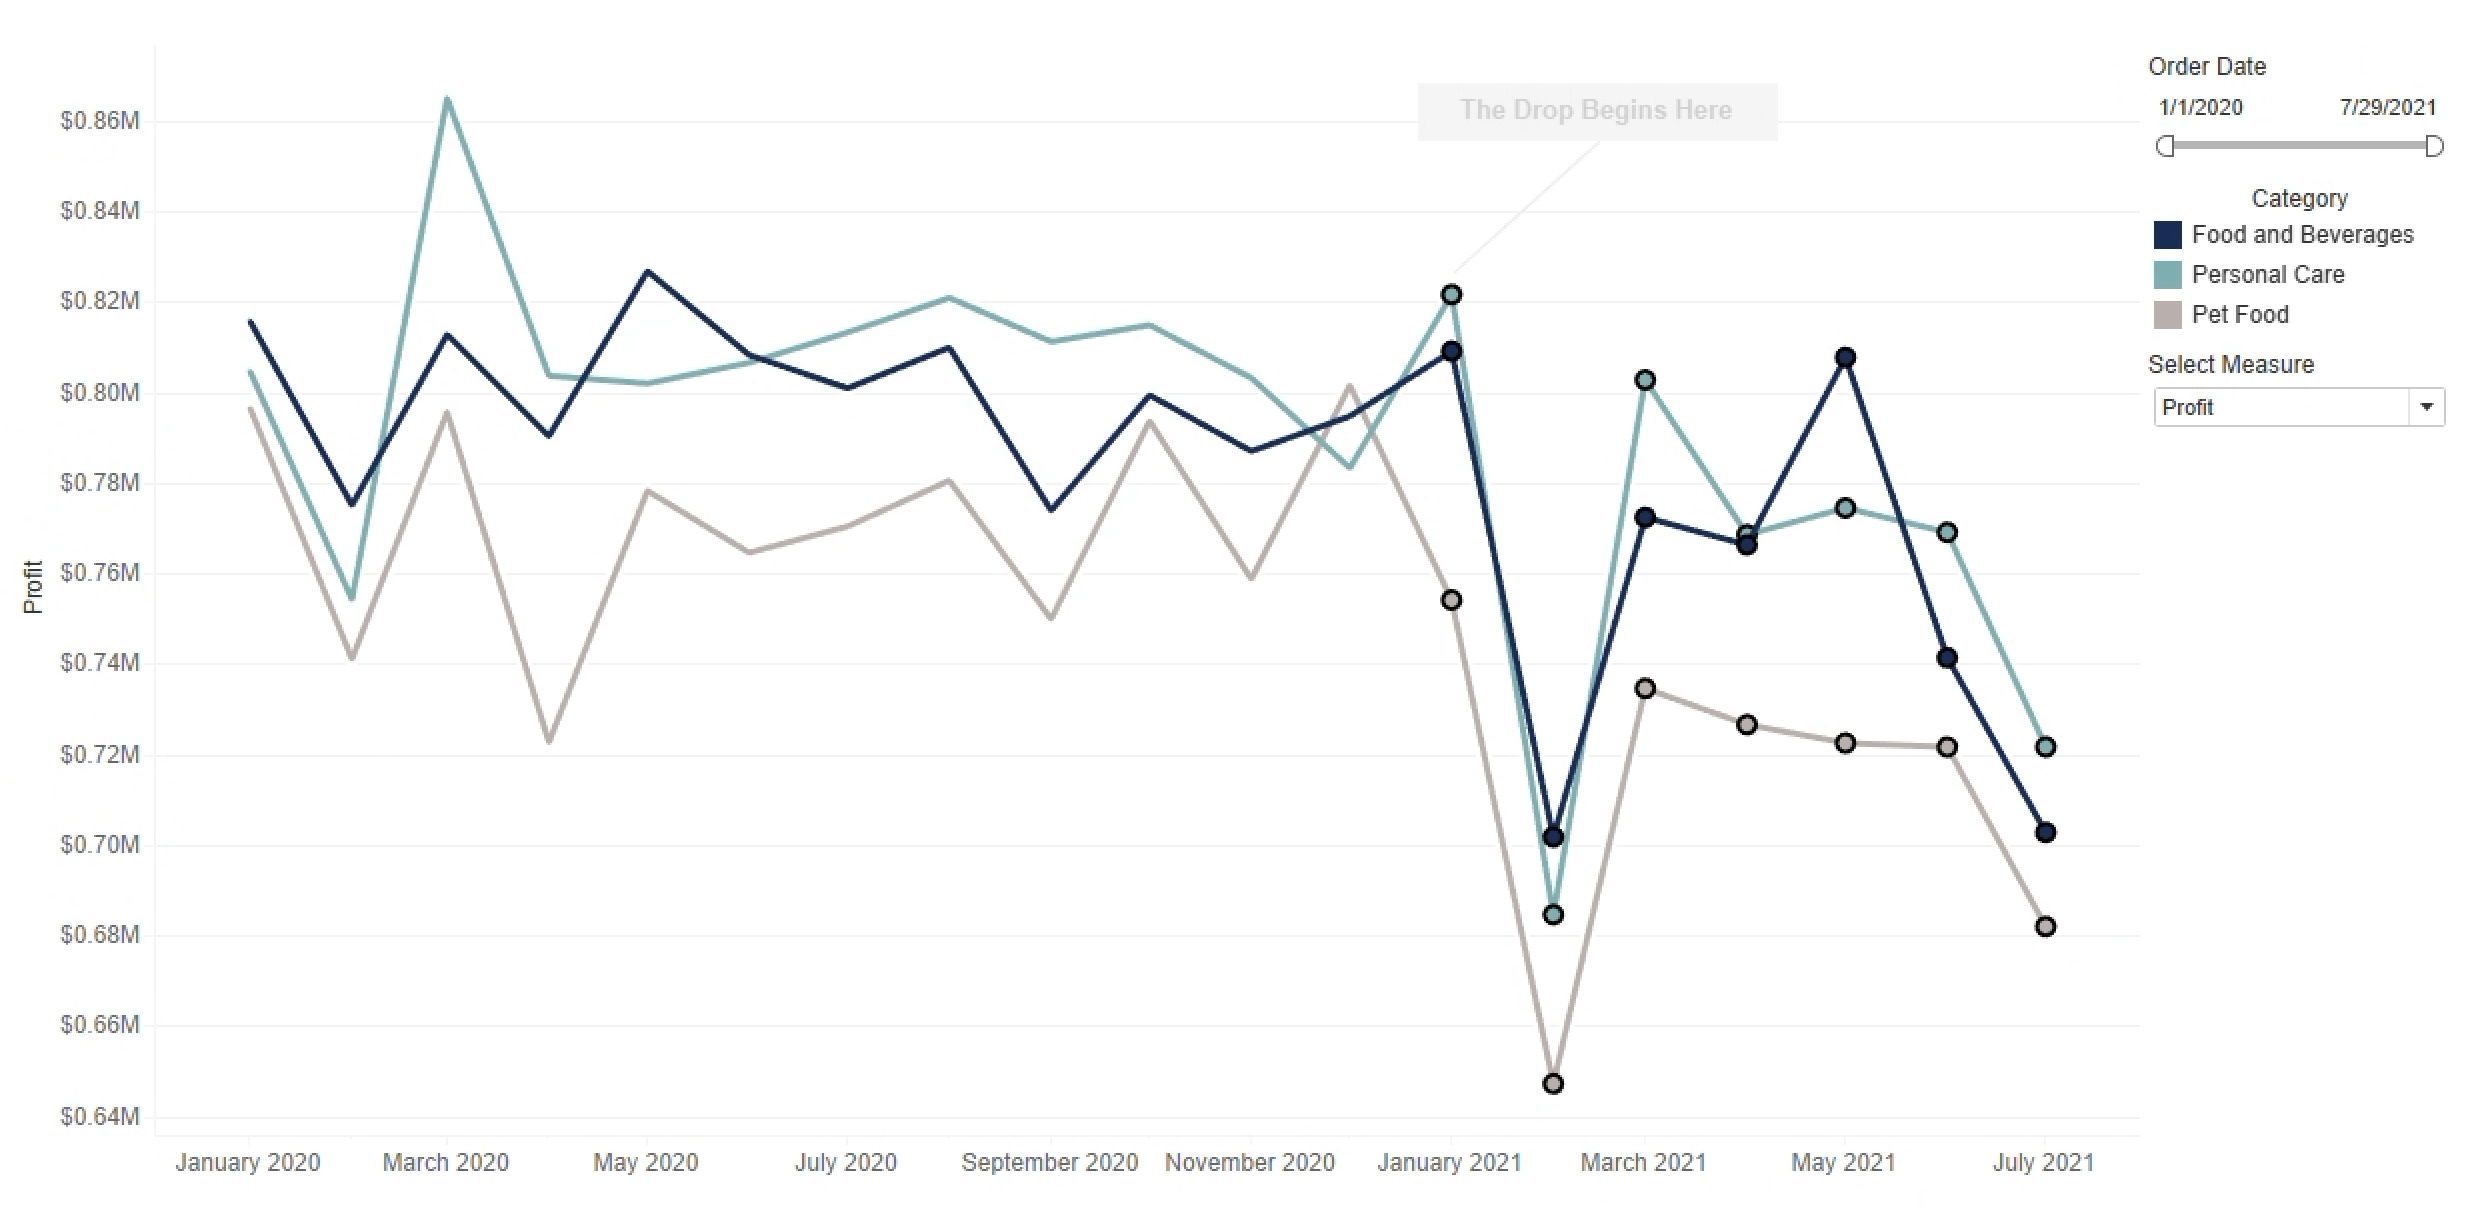 The Drop Begins Here
$0.86M
$0.84M
$0.82M
$0.80M
$0.78M
$0.76M
$0.74M
$0.72M
$0.70M
$0.68M
$0.66M
$0.64M
Profit
January 2020 March 2020 May 2020 July 2020 September 2020 November 2020 January 2021 March 2021 May 2021 July 2021
Order Date
1/1/2020 7/29/2021
Category
Food and Beverages
Personal Care
Pet Food
Select Measure
Profit